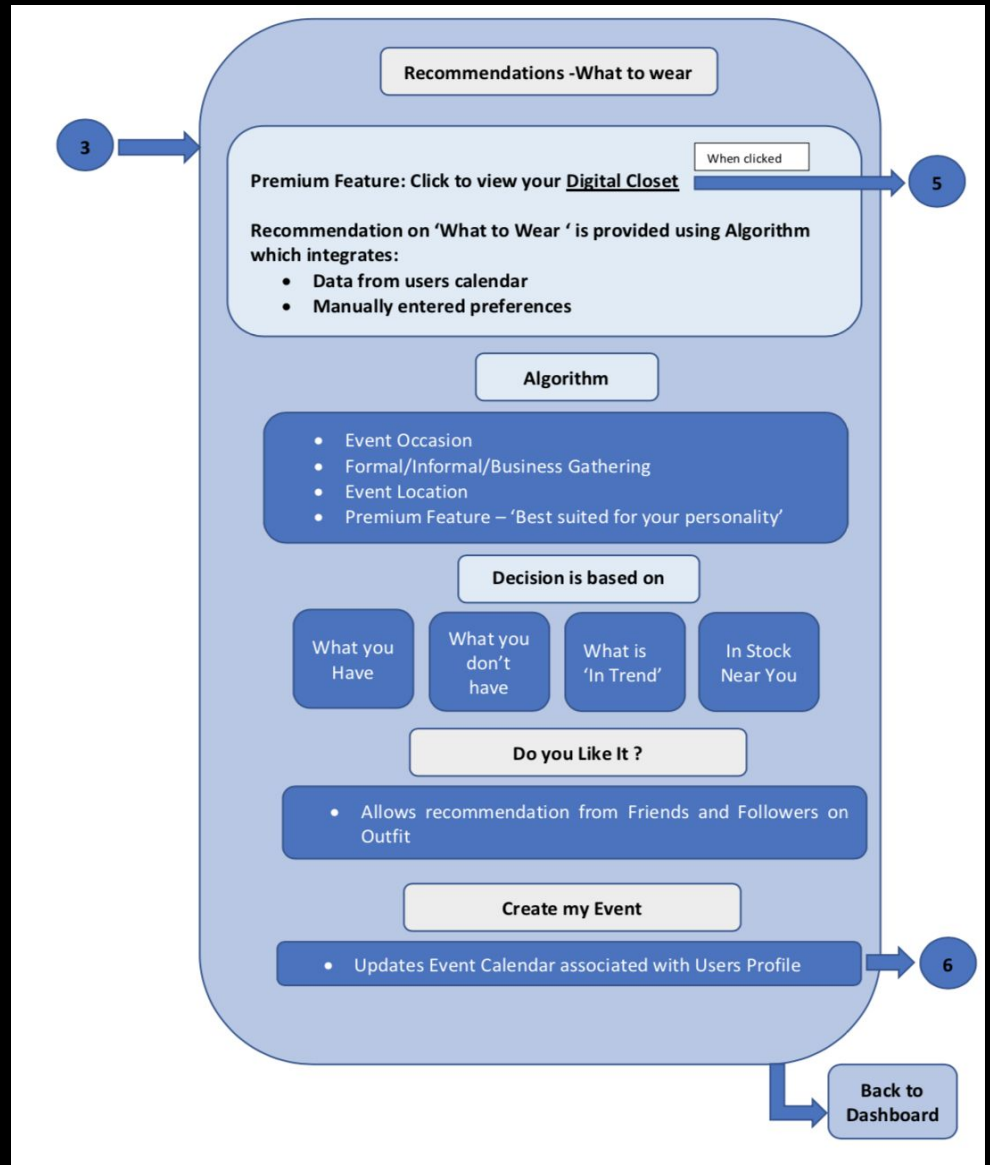 Recommendations -What to wear
3
When clicked
Premium Feature: Click to view your Digital Closet
5
Recommendation on ‘What to Wear ‘ is provided using Algorithm
which integrates:
• Data from users calendar
• Manually entered preferences
Algorithm
• Event Occasion
• Formal/Informal/Business Gathering
• Event Location
• Premium Feature – ‘Best suited for your personality’
Decision is based on
What you
Have
What you
don’t
have
What is
‘In Trend’
In Stock
Near You
Do you Like It ?
• Allows recommendation from Friends and Followers on
Outfit
Create my Event
• Updates Event Calendar associated with Users Profile
6
Back to
Dashboard